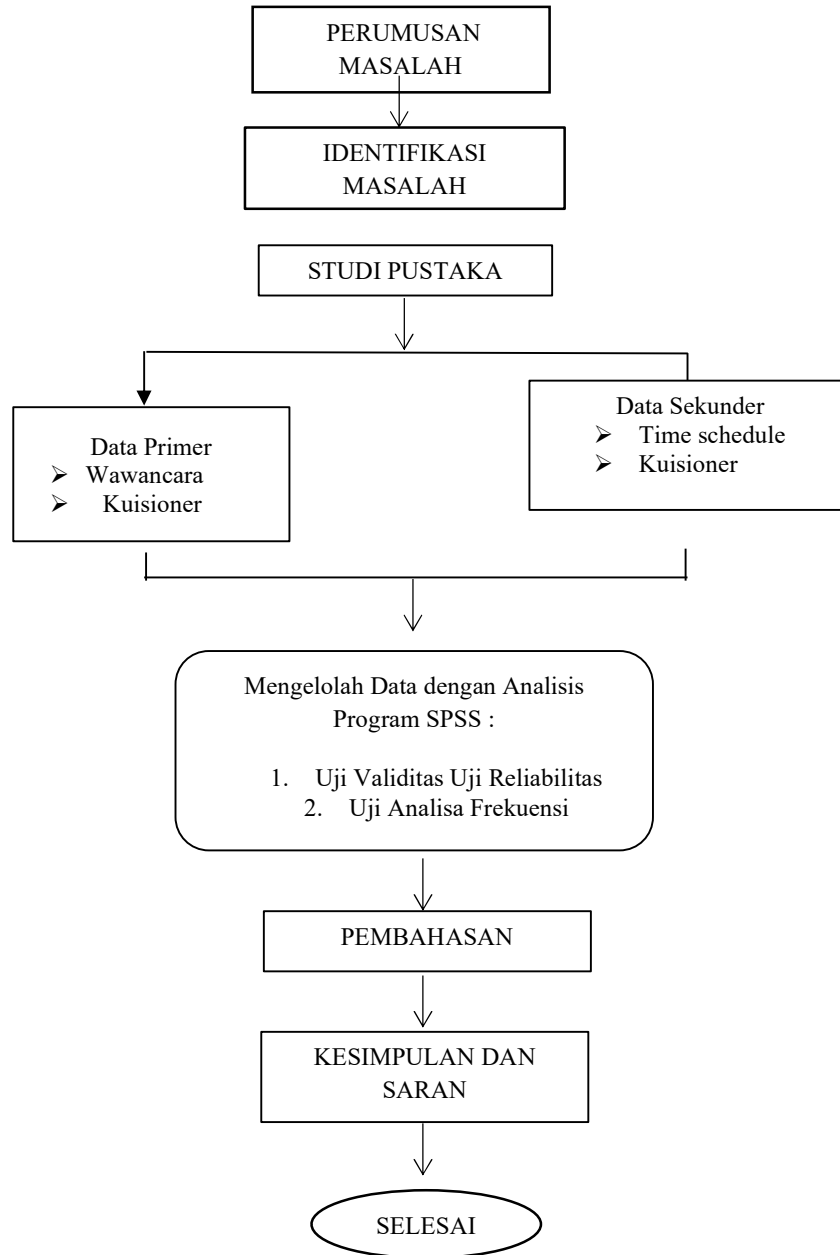 PERUMUSAN
MASALAH
IDENTIFIKASI
MASALAH
STUDI PUSTAKA
Data Primer
➢ Wawancara
➢ Kuisioner
Data Sekunder
➢ Time schedule
➢ Kuisioner
Mengelolah Data dengan Analisis
Program SPSS :
1. Uji Validitas Uji Reliabilitas
2. Uji Analisa Frekuensi
PEMBAHASAN
KESIMPULAN DAN
SARAN
SELESAI